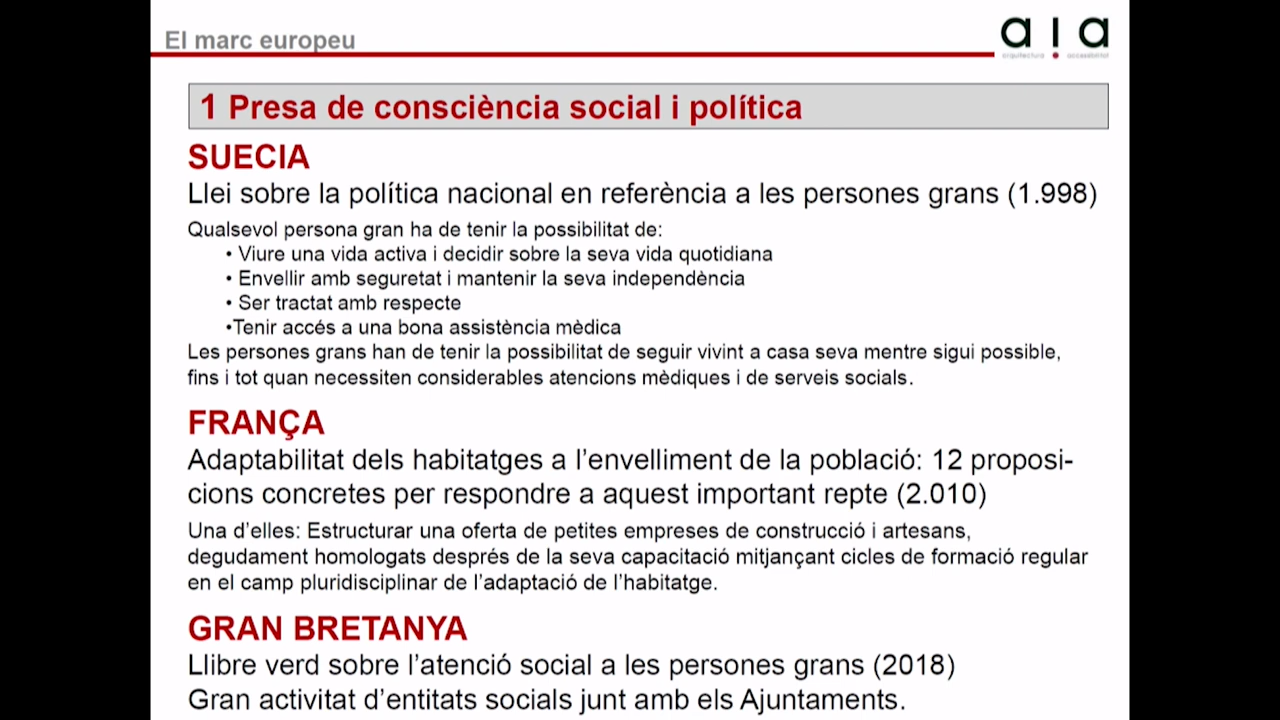 El marc europeu
a!a
arquitectura accessibilitat
1 Presa de consciència social i política
SUECIA
Llei sobre la política nacional en referència a les persones grans (1.998)
Qualsevol persona gran ha de tenir la possibilitat de:
• Viure una vida activa i decidir sobre la seva vida quotidiana
• Envellir amb seguretat i mantenir la seva independència
• Ser tractat amb respecte
•Tenir accés a una bona assistència mèdica
Les persones grans han de tenir la possibilitat de seguir vivint a casa seva mentre sigui possible,
fins i tot quan necessiten considerables atencions mèdiques i de serveis socials.
FRANÇA
Adaptabilitat dels habitatges a l’envelliment de la població: 12 proposi-
cions concretes per respondre a aquest important repte (2.010)
Una d’elles: Estructurar una oferta de petites empreses de construcció i artesans,
degudament homologats després de la seva capacitació mitjançant cicles de formació regular
en el camp pluridisciplinar de l’adaptació de l’habitatge.
GRAN BRETANYA
Llibre verd sobre l’atenció social a les persones grans (2018)
Gran activitat d’entitats socials junt amb els Ajuntaments.